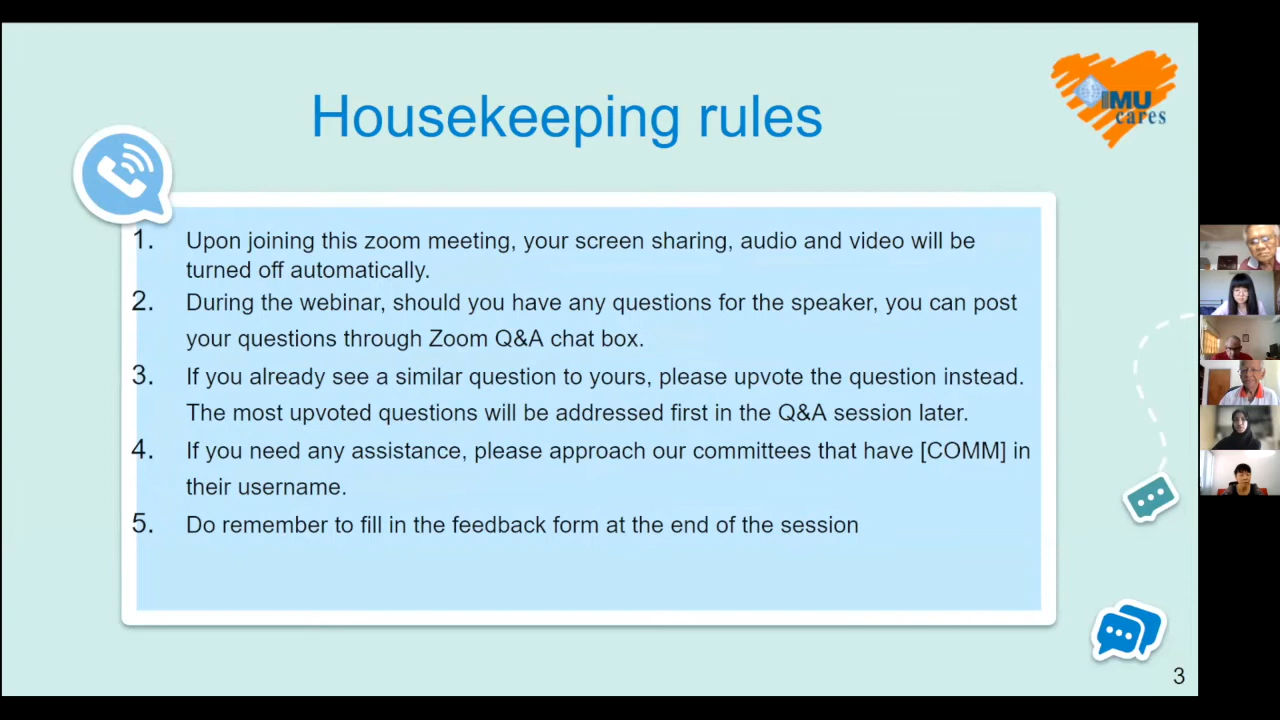 Housekeeping rules
IMU
cares
1. Upon joining this zoom meeting, your screen sharing, audio and video will be
turned off automatically.
2. During the webinar, should you have any questions for the speaker, you can post
your questions through Zoom Q&A chat box.
3. If you already see a similar question to yours, please upvote the question instead.
The most upvoted questions will be addressed first in the Q&A session later.
4. If you need any assistance, please approach our committees that have [COMM] in
their username.
5. Do remember to fill in the feedback form at the end of the session
3